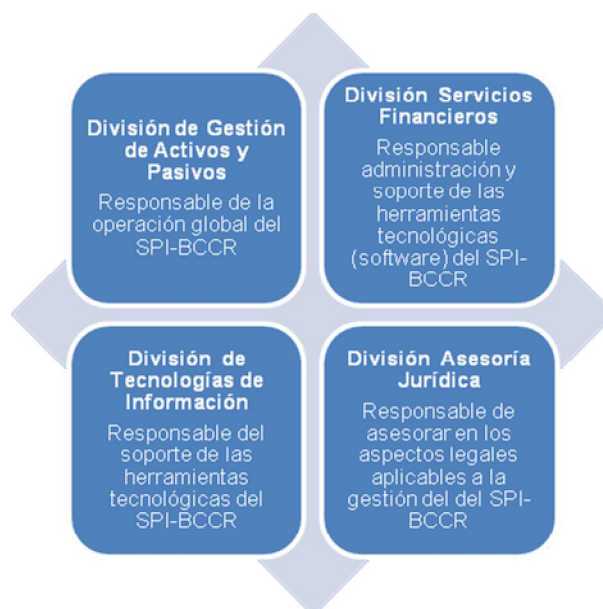 División de Gestión
de Activos y
Pasivos
Responsable de la
operación global del
SPI-BCCR
División Servicios
Financieros
Responsable
administración y
soporte de las
herramientas
tecnológicas
(software) del SPI-
BCCR
División de
Tecnologías de
Información
Responsable del
soporte de las
herramientas
tecnológicas del
SPI-BCCR
División Asesoría
Jurídica
Responsable de
asesorar en los
aspectos legales
aplicables a la
gestión del del SPI-
BCCR